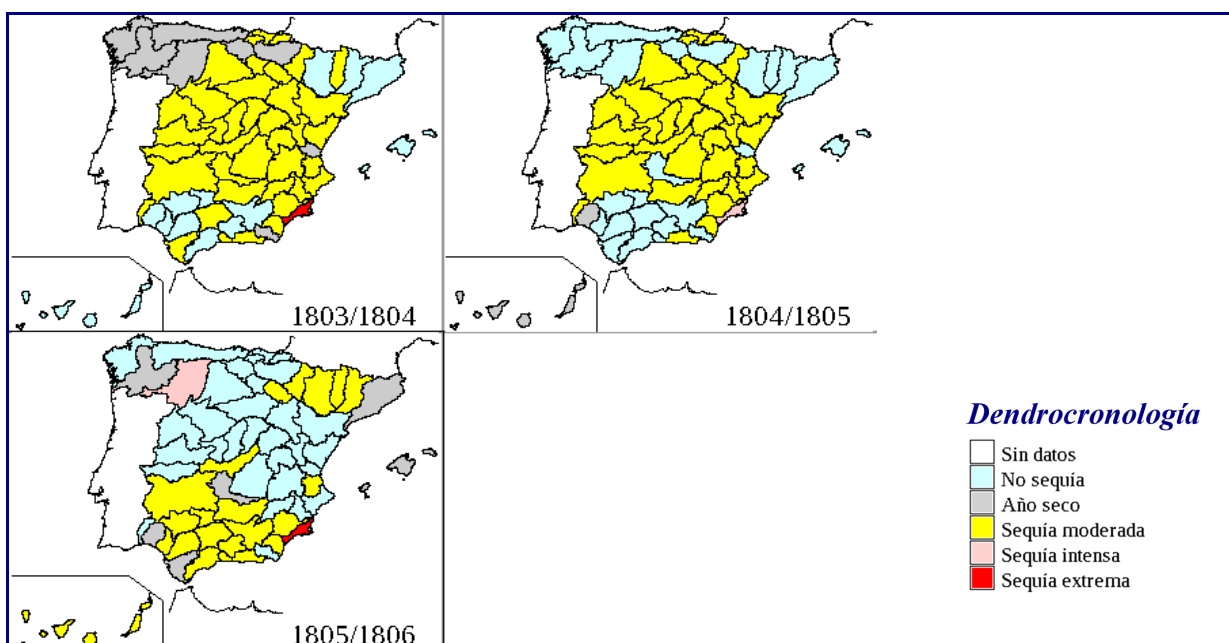 1803/1804
1804/1805
1805/1806
Dendrocronología
Sin datos
No sequía
Año seco
Sequía moderada
Sequía intensa
Sequía extrema